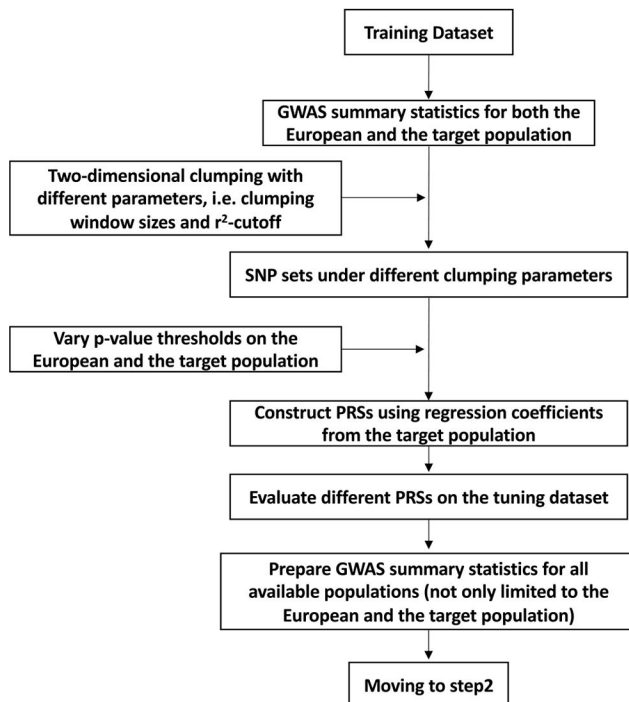 Training Dataset
GWAS summary statistics for both the
European and the target population
Two-dimensional clumping with
different parameters, i.e. clumping
window sizes and r²-cutoff
SNP sets under different clumping parameters
Vary p-value thresholds on the
European and the target population
Construct PRSs using regression coefficients
from the target population
Evaluate different PRSs on the tuning dataset
Prepare GWAS summary statistics for all
available populations (not only limited to the
European and the target population)
Moving to step2